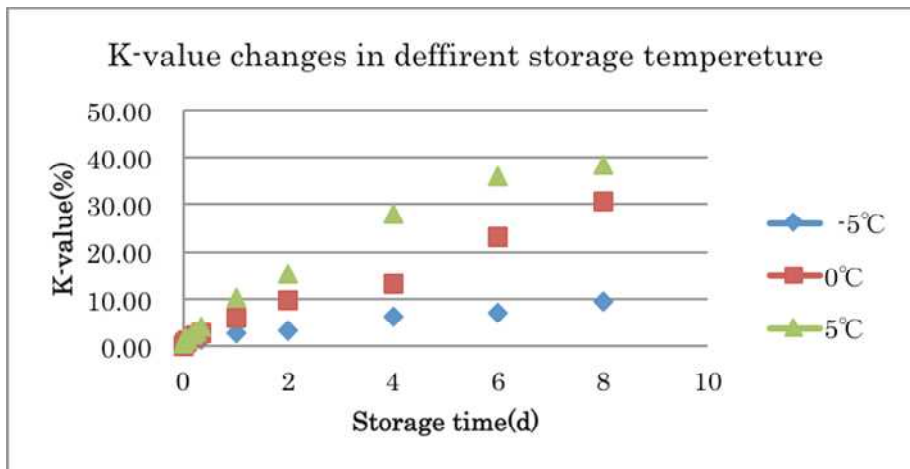 K-value changes in deffirent storage tempereture
50.00
40.00
30.00
20.00
10.00
0.00
K-value(%)
0 2 4 6 8 10
Storage time(d)
-5℃
0℃
5℃